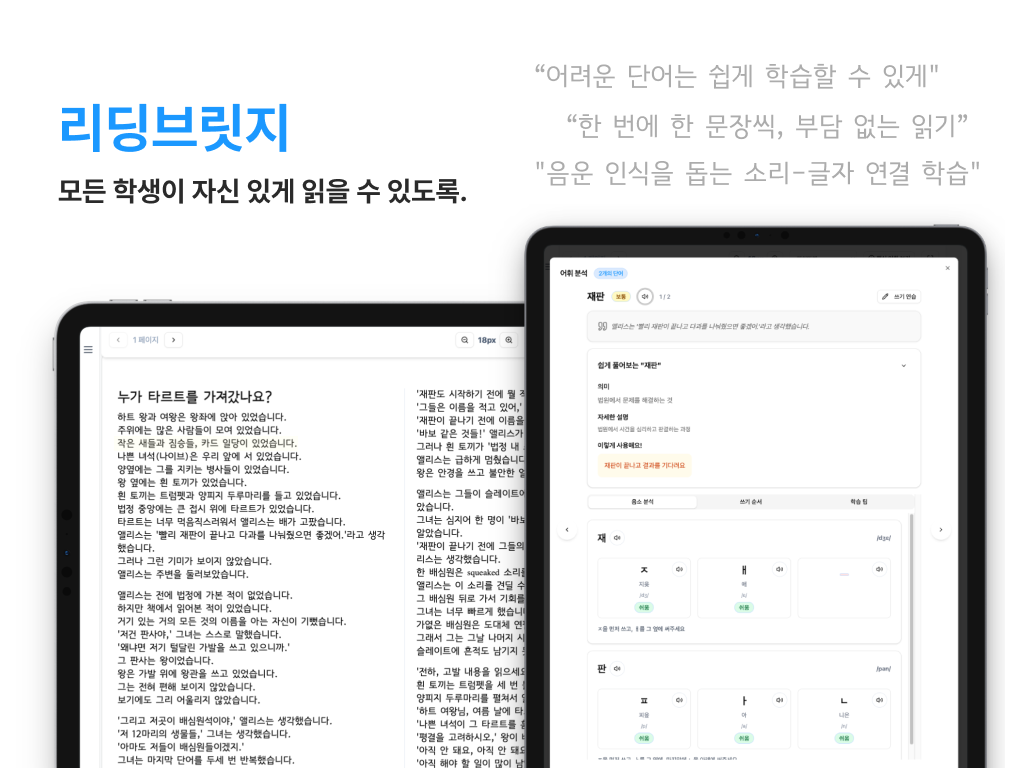 리딩브릿지
모든 학생이 자신 있게 읽을 수 있도록.
“어려운 단어는 쉽게 학습할 수 있게"
“한 번에 한 문장씩, 부담 없는 읽기”
"음운 인식을 돕는 소리-글자 연결 학습"
1 페이지
18px
누가 타르트를 가져갔나요?
하트 왕과 여왕은 왕좌에 앉아 있었습니다.
주위에는 많은 사람들이 모여 있었습니다.
작은 새들과 짐승들, 카드 일당이 있었습니다.
나쁜 녀석(나이브)은 우리 앞에 서 있었습니다.
양옆에는 그를 지키는 병사들이 있었습니다.
왕 옆에는 흰 토끼가 있었습니다.
흰 토끼는 트럼펫과 양피지 두루마리를 들고 있었습니다.
법정 중앙에는 큰 접시 위에 타르트가 있었습니다.
타르트는 너무 먹음직스러워서 앨리스는 배가 고팠습니다.
앨리스는 '빨리 재판이 끝나고 다과를 나눠줬으면 좋겠어.'라고 생각
했습니다.
그러나 그런 기미가 보이지 않았습니다.
앨리스는 주변을 둘러보았습니다.
앨리스는 전에 법정에 가본 적이 없었습니다.
하지만 책에서 읽어본 적이 있었습니다.
거기 있는 거의 모든 것의 이름을 아는 자신이 기뻤습니다.
'저건 판사야,' 그녀는 스스로 말했습니다.
'왜냐면 저기 털달린 가발을 쓰고 있으니까.'
그 판사는 왕이었습니다.
왕은 가발 위에 왕관을 쓰고 있었습니다.
그는 전혀 편해 보이지 않았습니다.
보기에도 그리 어울리지 않았습니다.
'그리고 저곳이 배심원석이야,' 앨리스는 생각했습니다.
'저 12마리의 생물들,' 그녀는 생각했습니다.
'아마도 저들이 배심원들이겠지.'
그녀는 마지막 단어를 두세 번 반복했습니다.
'재판도 시작하기 전에 뭘 적
'그들은 이름을 적고 있어,'
'재판이 끝나기 전에 이름을
'바보 같은 것들!' 앨리스가
그러나 흰 토끼가 '법정 내
앨리스는 급하게 멈췄습니다
왕은 안경을 쓰고 불안한 얼
앨리스는 그들이 슬레이트에
았습니다.
그녀는 심지어 한 명이 '바보
알았습니다.
'재판이 끝나기 전에 그들의
리스는 생각했습니다.
한 배심원은 squeaked 소리를
앨리스는 이 소리를 견딜 수
그 배심원 뒤로 가서 기회를
그녀는 너무 빠르게 했습니
가엾은 배심원은 도대체 연필
그래서 그는 그날 나머지 시
슬레이트에 흔적도 남기지 못
'전하, 고발 내용을 읽으세요
흰 토끼는 트럼펫을 세 번
양피지 두루마리를 펼쳐서 읽
'하트 여왕님, 여름 날에 타
'나쁜 녀석이 그 타르트를 훔
'평결을 고려하시오,' 왕이 배
'아직 안 돼요, 아직 안 돼요
'아직 해야 할 일이 많이 남
어휘 분석
2개의 단어
재판
보통
1 / 2
쓰기 연습
앨리스는 '빨리 재판이 끝나고 다과를 나눠줬으면 좋겠어.'라고 생각했습니다.
쉽게 풀어보는 "재판"
의미
법원에서 문제를 해결하는 것
자세한 설명
법원에서 사건을 심리하고 판결하는 과정
이렇게 사용해요!
재판이 끝나고 결과를 기다려요
음소 분석
쓰기 순서
학습 팁
재
/dʒɛ/
ㅈ
지읒
쉬움
ㅐ
애
쉬움
ㅈ을 먼저 쓰고, ㅐ를 그 옆에 써주세요
판
/pan/
ㅍ
피읖
쉬움
ㅏ
아
쉬움
ㄴ
니은
쉬움